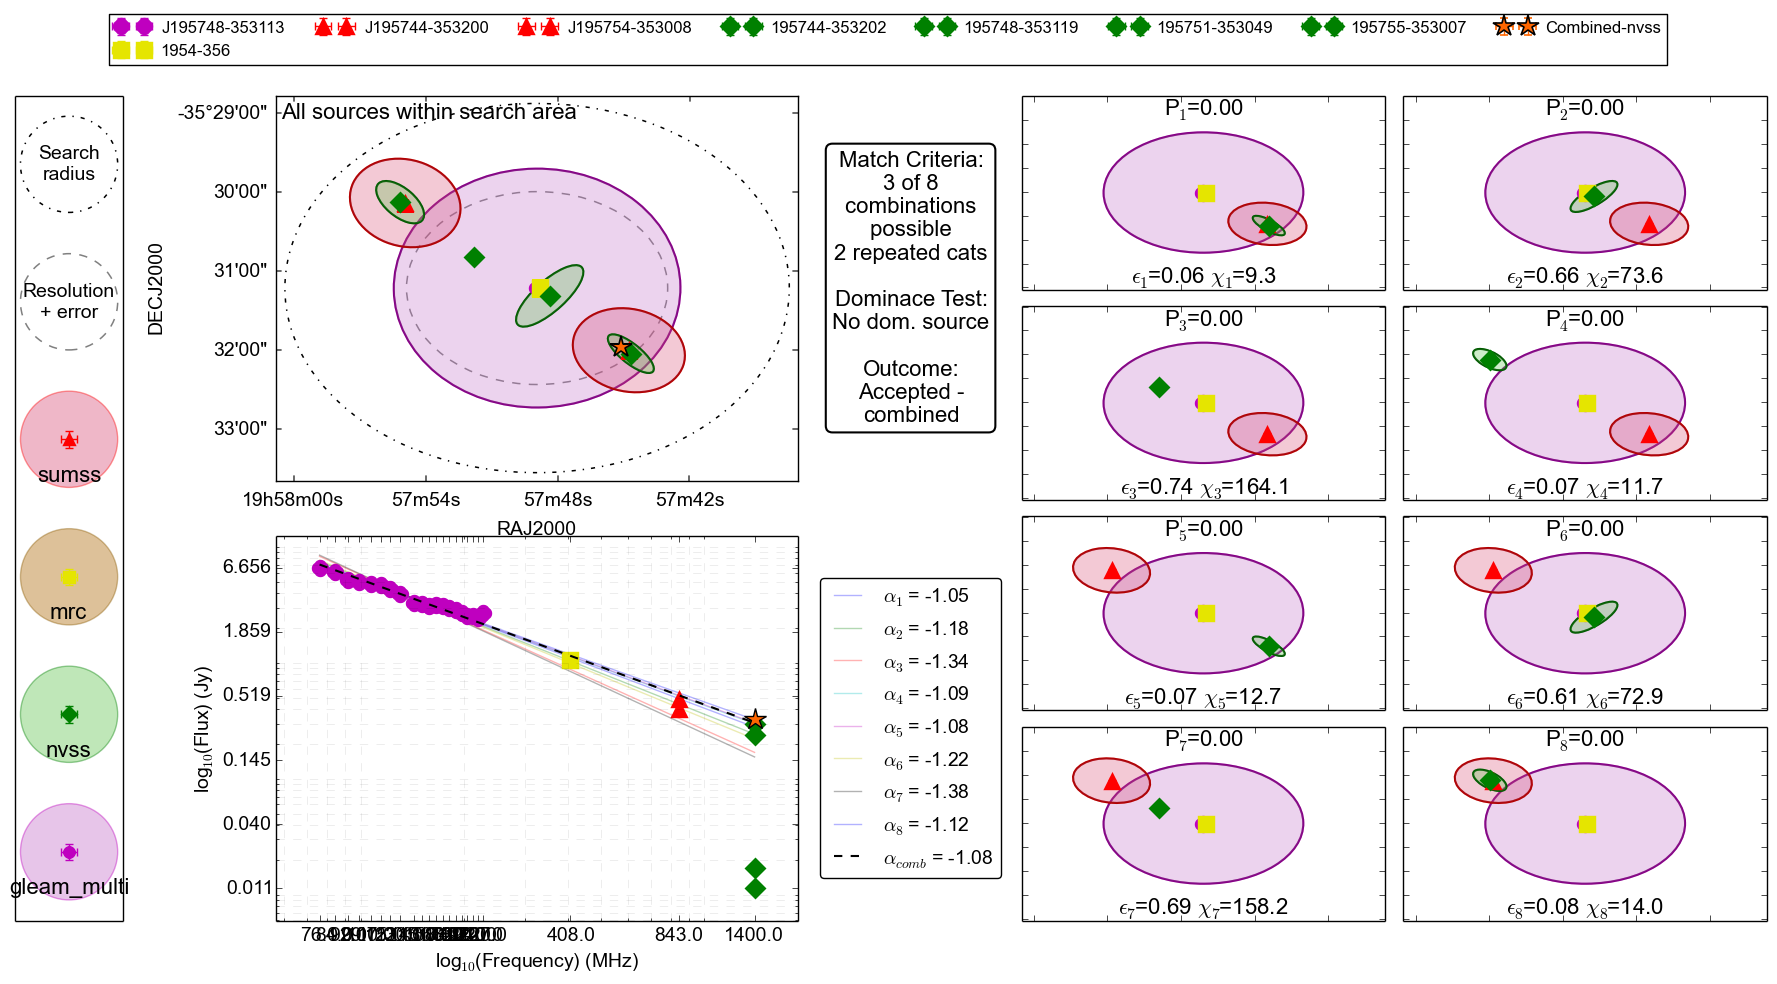 J195748-353113 J195744-353200 J195754-353008 195744-353202 195748-353119 195751-353049 195755-353007 Combined-nvss
1954-356
Search
radius
Resolution
+ error
sumss
mrc
nvss
gleam_multi
All sources within search area
DECJ2000
-35°29'00"
30'00"
31'00"
32'00"
33'00"
19h58m00s 57m54s 57m48s 57m42s
RAJ2000
Match Criteria:
3 of 8
combinations
possible
2 repeated cats
Dominace Test:
No dom. source
Outcome:
Accepted -
combined
log₁₀(Flux) (Jy)
6.656
1.859
0.519
0.145
0.040
0.011
408.0 843.0 1400.0
log₁₀(Frequency) (MHz)
α₁ = -1.05
α₂ = -1.18
α₃ = -1.34
α₄ = -1.09
α₅ = -1.08
α₆ = -1.22
α₇ = -1.38
α₈ = -1.12
α_comb = -1.08
P₁=0.00
ϵ₁=0.06 χ₁=9.3
P₂=0.00
ϵ₂=0.66 χ₂=73.6
P₃=0.00
ϵ₃=0.74 χ₃=164.1
P₄=0.00
ϵ₄=0.07 χ₄=11.7
P₅=0.00
ϵ₅=0.07 χ₅=12.7
P₆=0.00
ϵ₆=0.61 χ₆=72.9
P₇=0.00
ϵ₇=0.69 χ₇=158.2
P₈=0.00
ϵ₈=0.08 χ₈=14.0